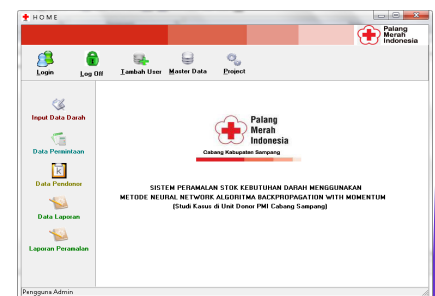 HOME
Palang
Merah
Indonesia
Login
Log Off
Tambah User
Master Data
Project
Input Data Darah
Data Permintaan
Data Pendonor
Data Laporan
Laporan Peramalan
Palang
Merah
Indonesia
Cabang Kabupaten Sampang
SISTEM PERAMALAN STOK KEBUTUHAN DARAH MENGGUNAKAN
METODE NEURAL NETWORK ALGORITMA BACKPROPAGATION WITH MOMENTUM
(Studi Kasus di Unit Donor PMI Cabang Sampang)
Pengguna Admin